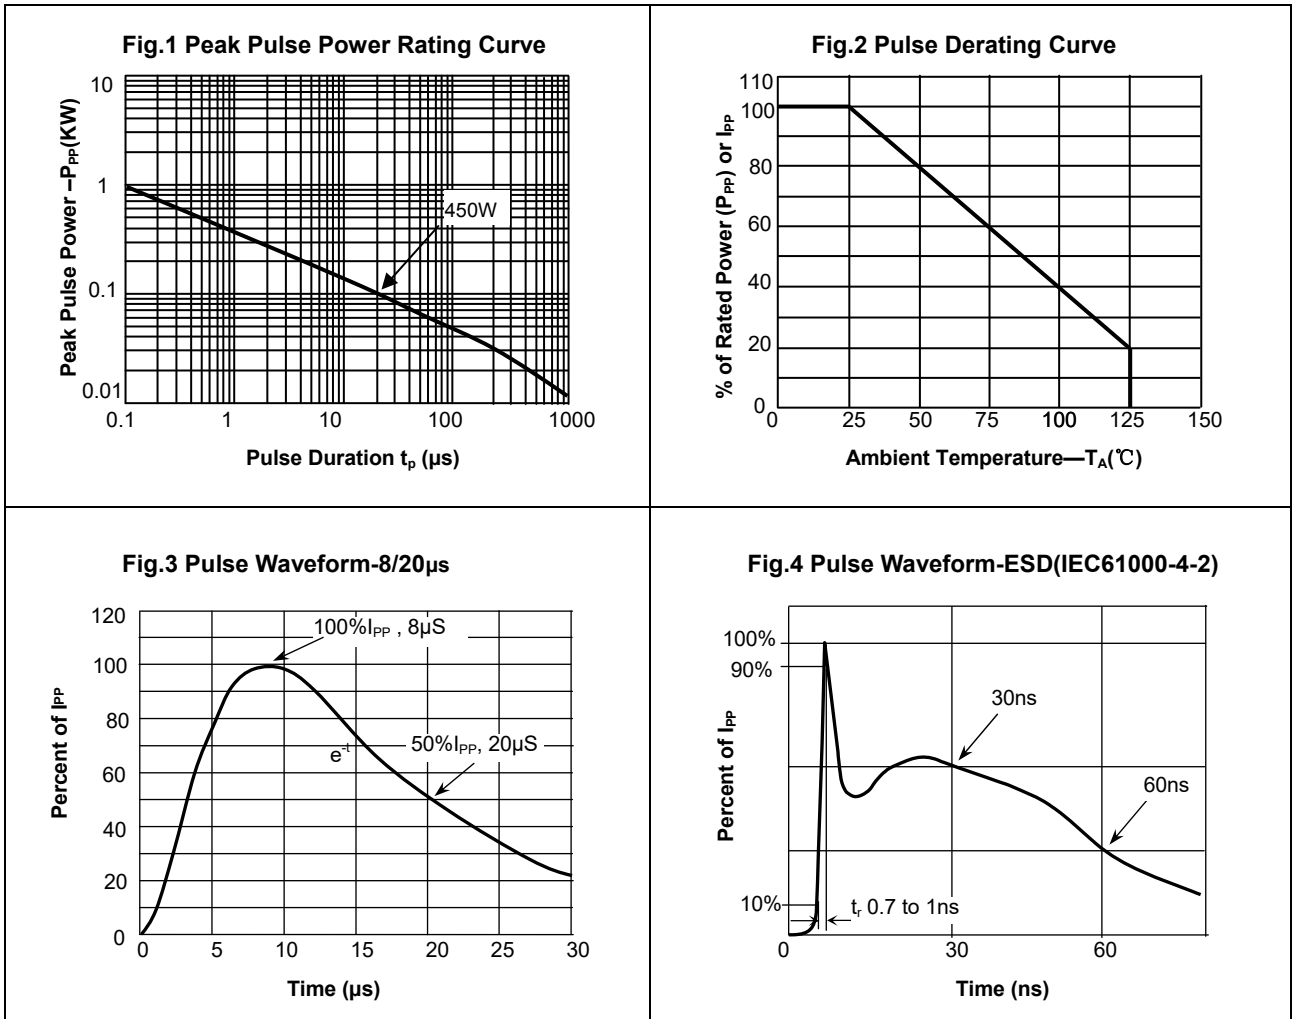 Fig.1 Peak Pulse Power Rating Curve
Peak Pulse Power –PPP(KW)
10
1
0.1
0.01
450W
0.1 1 10 100 1000
Pulse Duration tp (µs)
Fig.2 Pulse Derating Curve
% of Rated Power (PPP) or IPP
110
100
80
60
40
20
0
0 25 50 75 100 125 150
Ambient Temperature—TA(℃)
Fig.3 Pulse Waveform-8/20µs
Percent of IPP
120
100
80
60
40
20
0
100%IPP , 8µS
e-t
50%IPP, 20µS
0 5 10 15 20 25 30
Time (µs)
Fig.4 Pulse Waveform-ESD(IEC61000-4-2)
Percent of IPP
100%
90%
10%
30ns
60ns
tr 0.7 to 1ns
0 30 60
Time (ns)